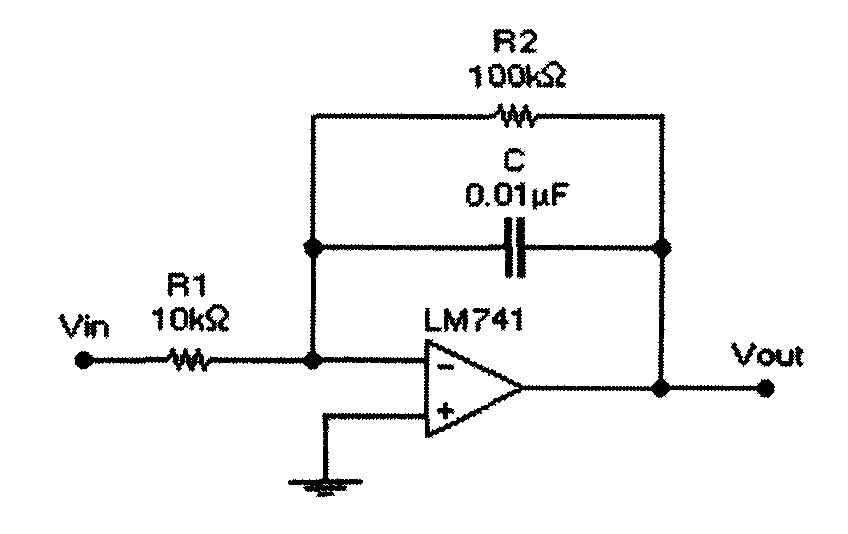 R2
100kΩ
C
0.01µF
R1
10kΩ
Vin
LM741
Vout
−
+